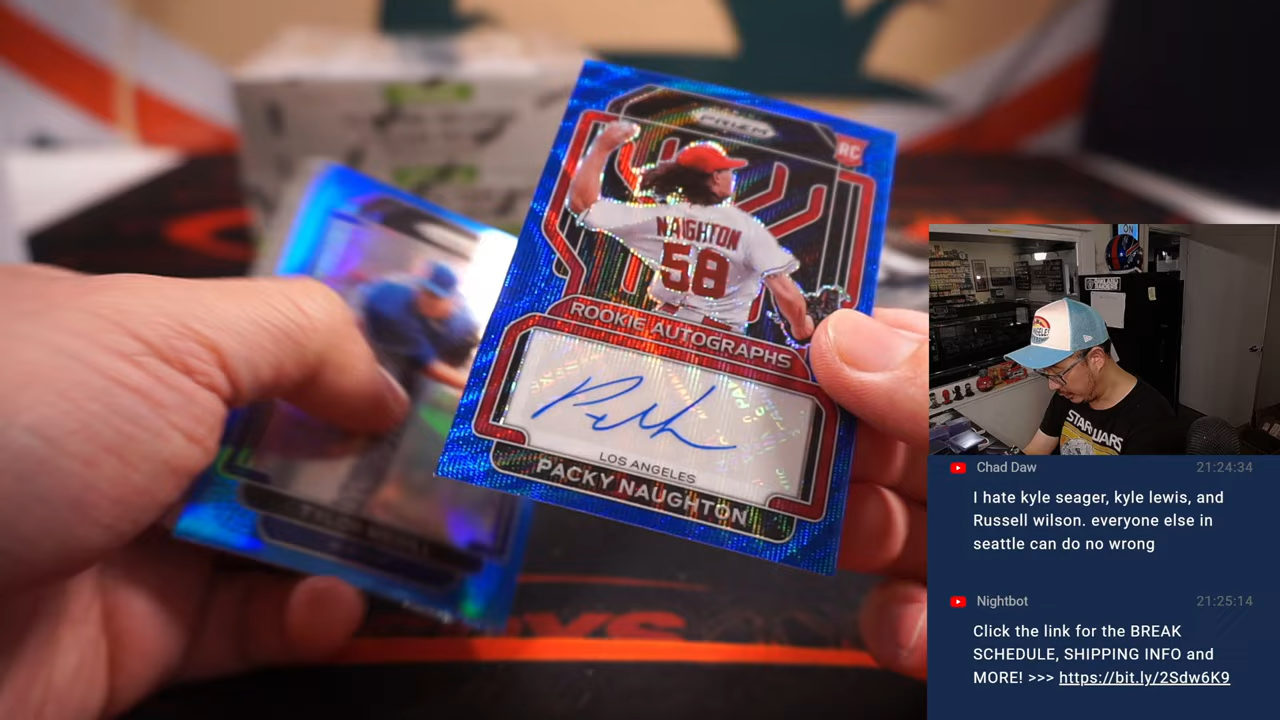 PRIZM
RC
NAUGHTON
58
ROOKIE AUTOGRAPHS
LOS ANGELES
PACKY NAUGHTON
ON
STAR WARS
Chad Daw 21:24:34
I hate kyle seager, kyle lewis, and
Russell wilson. everyone else in
seattle can do no wrong
Nightbot 21:25:14
Click the link for the BREAK
SCHEDULE, SHIPPING INFO and
MORE! >>> https://bit.ly/2Sdw6K9